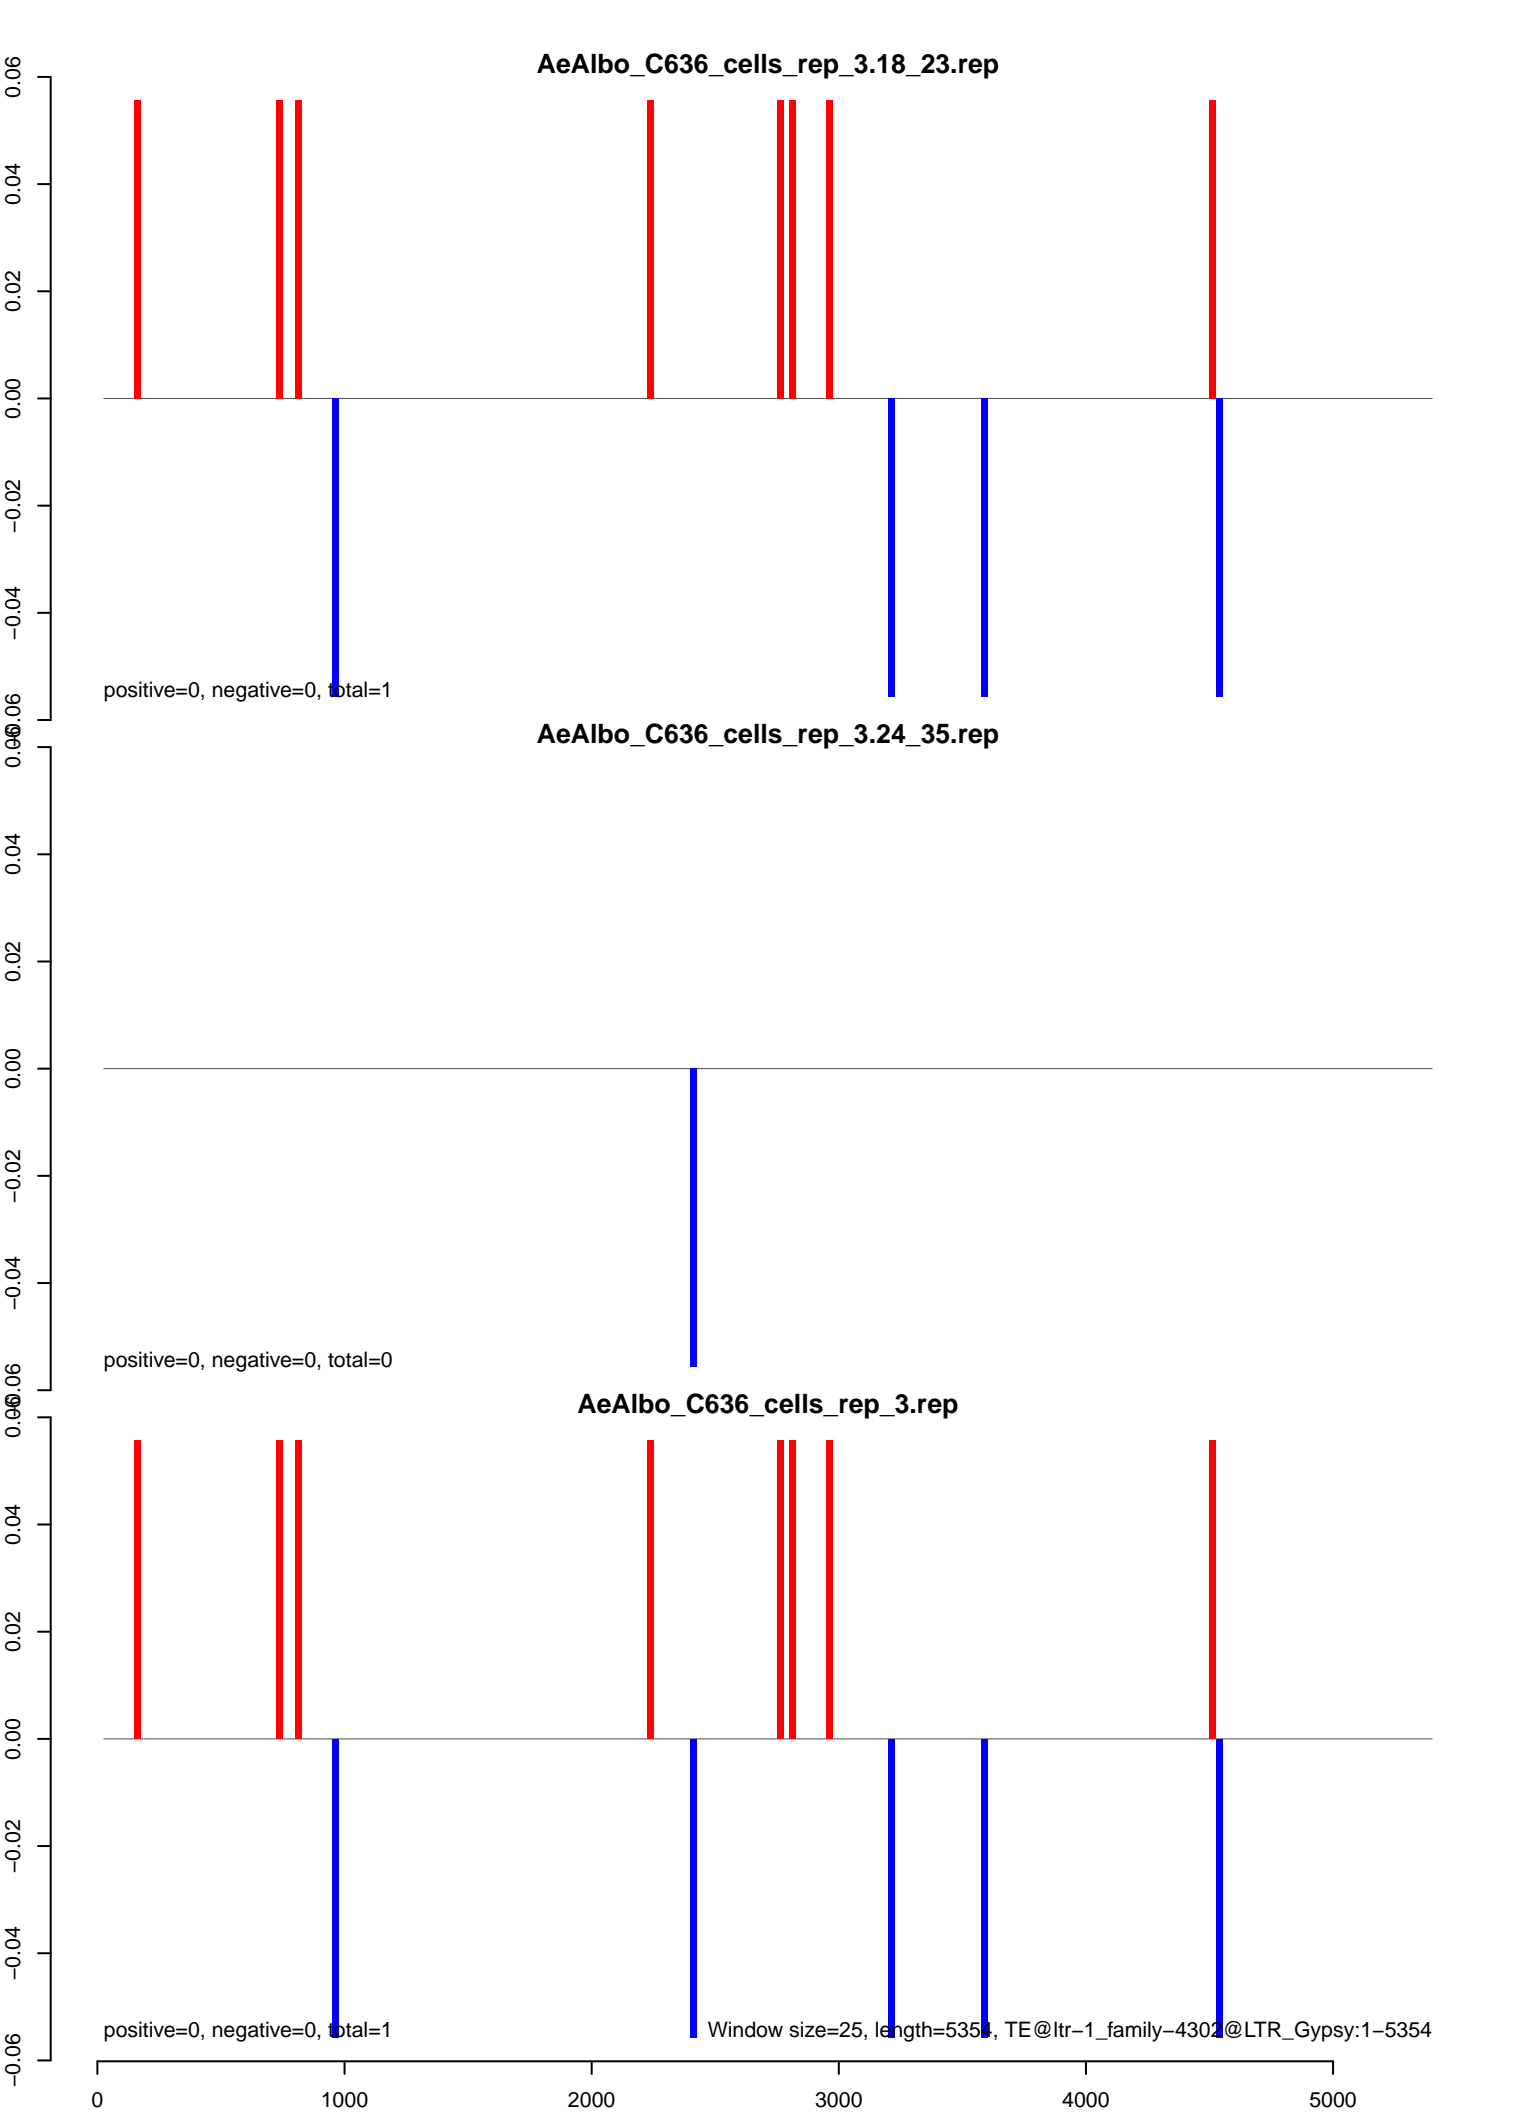 AeAlbo_C636_cells_rep_3.18_23.rep
0.06
0.04
0.02
0.00
−0.02
−0.04
−0.06
positive=0, negative=0, total=1
AeAlbo_C636_cells_rep_3.24_35.rep
0.06
0.04
0.02
0.00
−0.02
−0.04
−0.06
positive=0, negative=0, total=0
AeAlbo_C636_cells_rep_3.rep
0.06
0.04
0.02
0.00
−0.02
−0.04
−0.06
positive=0, negative=0, total=1
Window size=25, length=5354, TE@ltr−1_family−4302@LTR_Gypsy:1−5354
0 1000 2000 3000 4000 5000